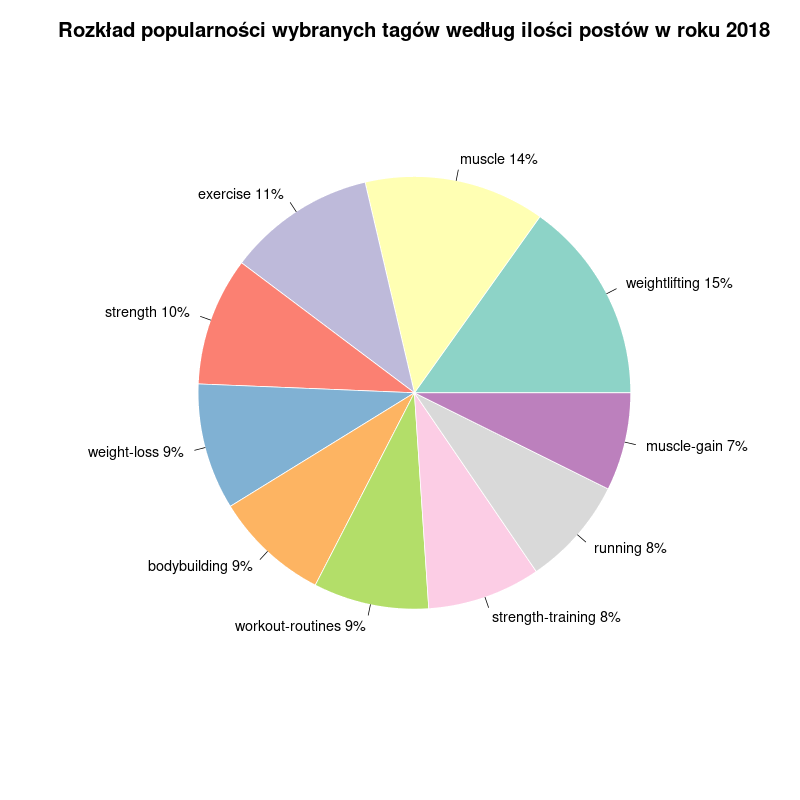 Rozkład popularności wybranych tagów według ilości postów w roku 2018
muscle 14%
exercise 11%
weightlifting 15%
strength 10%
muscle-gain 7%
weight-loss 9%
running 8%
bodybuilding 9%
strength-training 8%
workout-routines 9%